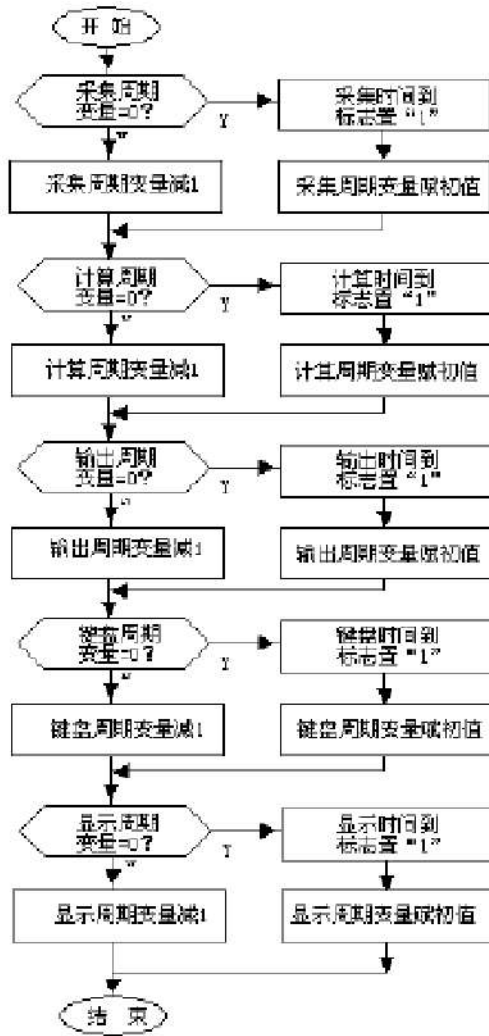 开 始
采集周期
变量=0?
Y
采集时间到
标志置“1”
N
采集周期变量减1
采集周期变量赋初值
计算周期
变量=0?
Y
计算时间到
标志置“1”
N
计算周期变量减1
计算周期变量赋初值
输出周期
变量=0?
Y
输出时间到
标志置“1”
N
输出周期变量减1
输出周期变量赋初值
键盘周期
变量=0?
Y
键盘时间到
标志置“1”
N
键盘周期变量减1
键盘周期变量赋初值
显示周期
变量=0?
Y
显示时间到
标志置“1”
N
显示周期变量减1
显示周期变量赋初值
结 束